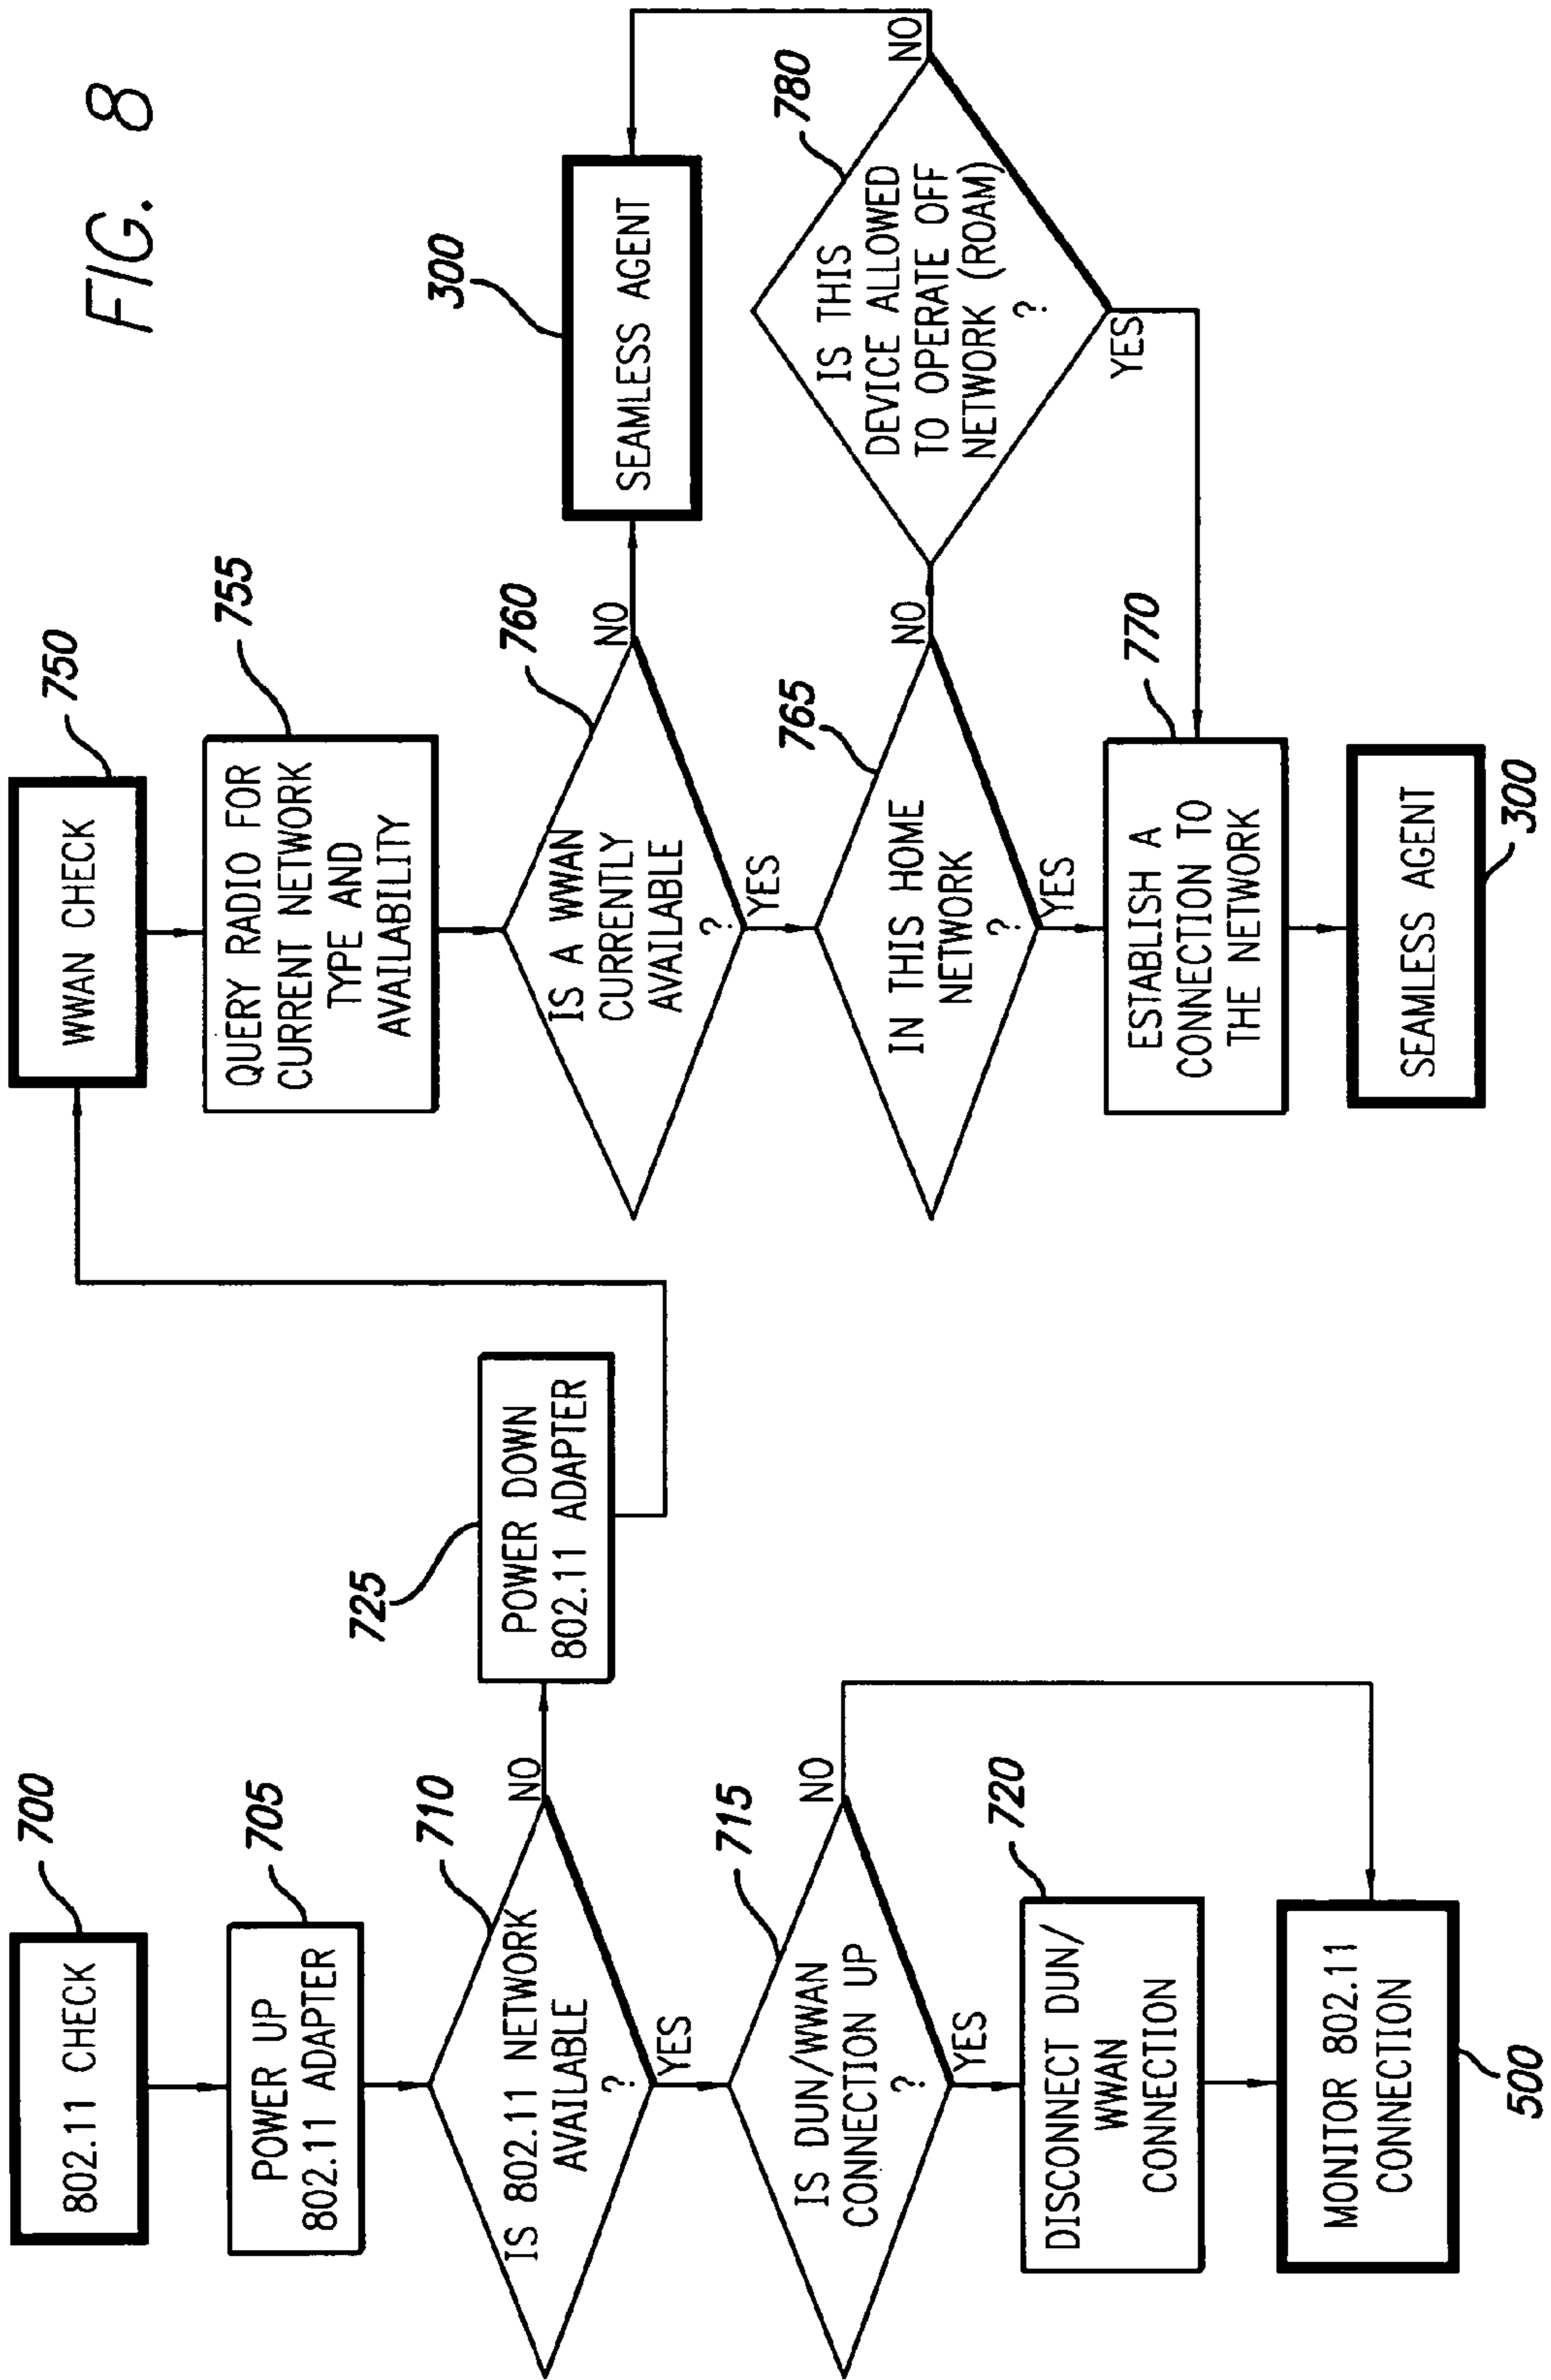 FIG. 8
700
802.11 CHECK
705
POWER UP
802.11 ADAPTER
710
IS 802.11 NETWORK
AVAILABLE
?
NO
YES
725
POWER DOWN
802.11 ADAPTER
715
IS DUN/WWAN
CONNECTION UP
?
NO
YES
720
DISCONNECT DUN/
WWAN
CONNECTION
MONITOR 802.11
CONNECTION
500
750
WWAN CHECK
755
QUERY RADIO FOR
CURRENT NETWORK
TYPE AND
AVAILABILITY
760
IS A WWAN
CURRENTLY
AVAILABLE
?
NO
YES
300
SEAMLESS AGENT
765
IN THIS HOME
NETWORK
?
NO
YES
780
IS THIS
DEVICE ALLOWED
TO OPERATE OFF
NETWORK (ROAM)
?
NO
YES
770
ESTABLISH A
CONNECTION TO
THE NETWORK
SEAMLESS AGENT
300